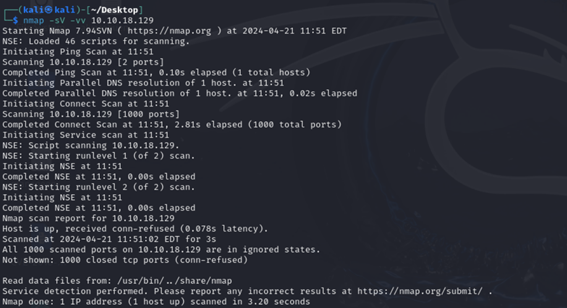 ┌──(kali㉿kali)-[~/Desktop]
└─$ nmap -sV -vv 10.10.18.129
Starting Nmap 7.94SVN ( https://nmap.org ) at 2024-04-21 11:51 EDT
NSE: Loaded 46 scripts for scanning.
Initiating Ping Scan at 11:51
Scanning 10.10.18.129 [2 ports]
Completed Ping Scan at 11:51, 0.10s elapsed (1 total hosts)
Initiating Parallel DNS resolution of 1 host. at 11:51
Completed Parallel DNS resolution of 1 host. at 11:51, 0.02s elapsed
Initiating Connect Scan at 11:51
Scanning 10.10.18.129 [1000 ports]
Completed Connect Scan at 11:51, 2.81s elapsed (1000 total ports)
Initiating Service scan at 11:51
NSE: Script scanning 10.10.18.129.
NSE: Starting runlevel 1 (of 2) scan.
Initiating NSE at 11:51
Completed NSE at 11:51, 0.00s elapsed
NSE: Starting runlevel 2 (of 2) scan.
Initiating NSE at 11:51
Completed NSE at 11:51, 0.00s elapsed
Nmap scan report for 10.10.18.129
Host is up, received conn-refused (0.078s latency).
Scanned at 2024-04-21 11:51:02 EDT for 3s
All 1000 scanned ports on 10.10.18.129 are in ignored states.
Not shown: 1000 closed tcp ports (conn-refused)

Read data files from: /usr/bin/../share/nmap
Service detection performed. Please report any incorrect results at https://nmap.org/submit/ .
Nmap done: 1 IP address (1 host up) scanned in 3.20 seconds